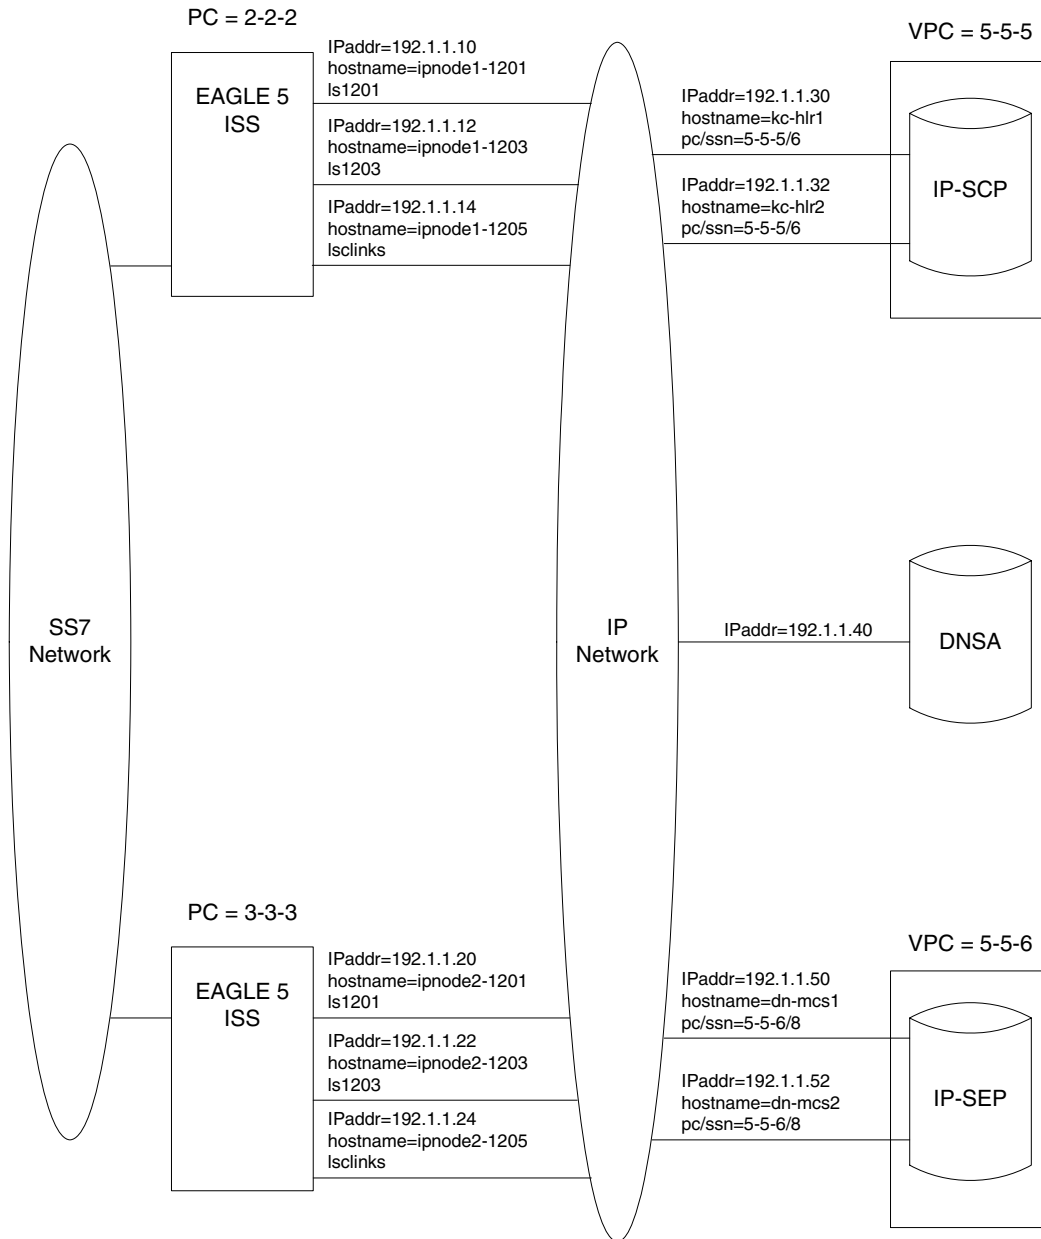 PC = 2-2-2
EAGLE 5
ISS
IPaddr=192.1.1.10
hostname=ipnode1-1201
ls1201
IPaddr=192.1.1.12
hostname=ipnode1-1203
ls1203
IPaddr=192.1.1.14
hostname=ipnode1-1205
lsclinks
VPC = 5-5-5
IPaddr=192.1.1.30
hostname=kc-hlr1
pc/ssn=5-5-5/6
IPaddr=192.1.1.32
hostname=kc-hlr2
pc/ssn=5-5-5/6
IP-SCP
SS7
Network
IP
Network
IPaddr=192.1.1.40
DNSA
PC = 3-3-3
EAGLE 5
ISS
IPaddr=192.1.1.20
hostname=ipnode2-1201
ls1201
IPaddr=192.1.1.22
hostname=ipnode2-1203
ls1203
IPaddr=192.1.1.24
hostname=ipnode2-1205
lsclinks
VPC = 5-5-6
IPaddr=192.1.1.50
hostname=dn-mcs1
pc/ssn=5-5-6/8
IPaddr=192.1.1.52
hostname=dn-mcs2
pc/ssn=5-5-6/8
IP-SEP